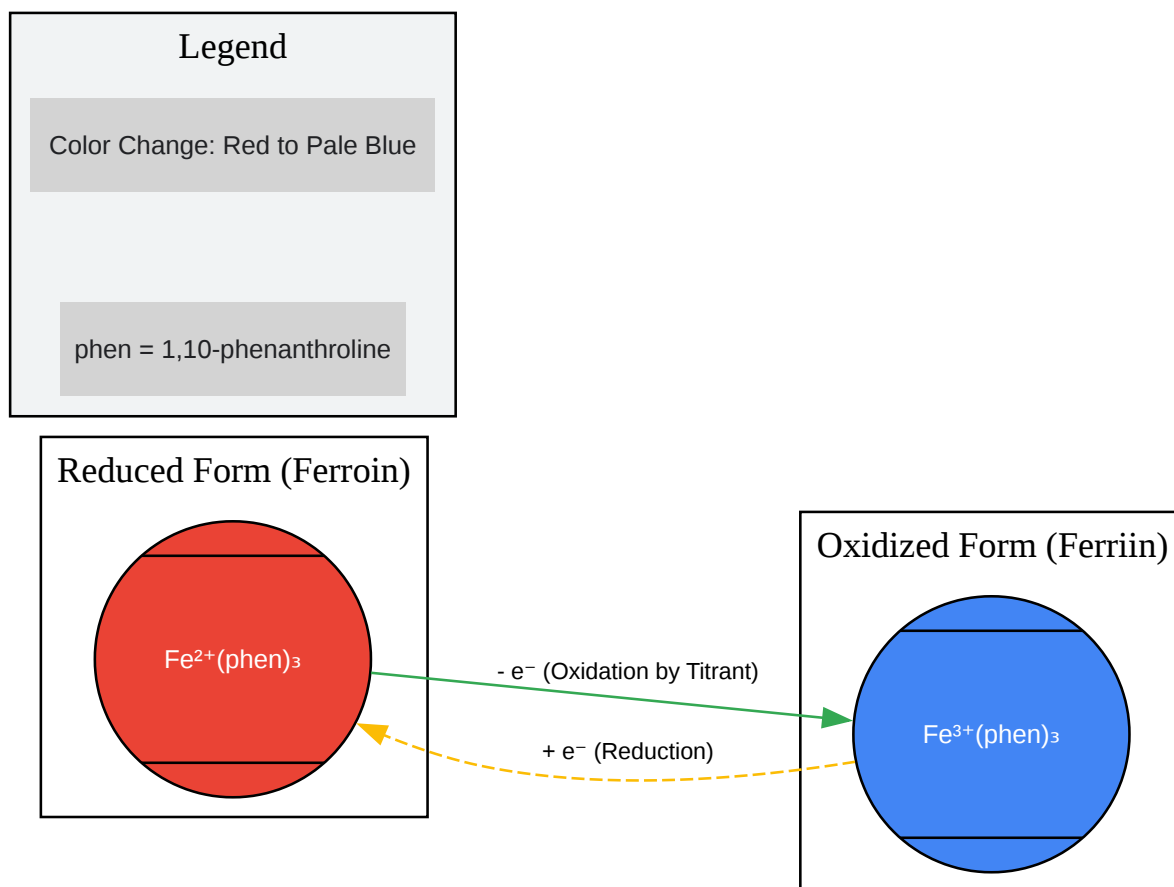 Legend
Color Change: Red to Pale Blue
phen = 1,10-phenanthroline
Reduced Form (Ferroin)
Fe²⁺(phen)₃
- e⁻ (Oxidation by Titrant)
+ e⁻ (Reduction)
Oxidized Form (Ferriin)
Fe³⁺(phen)₃